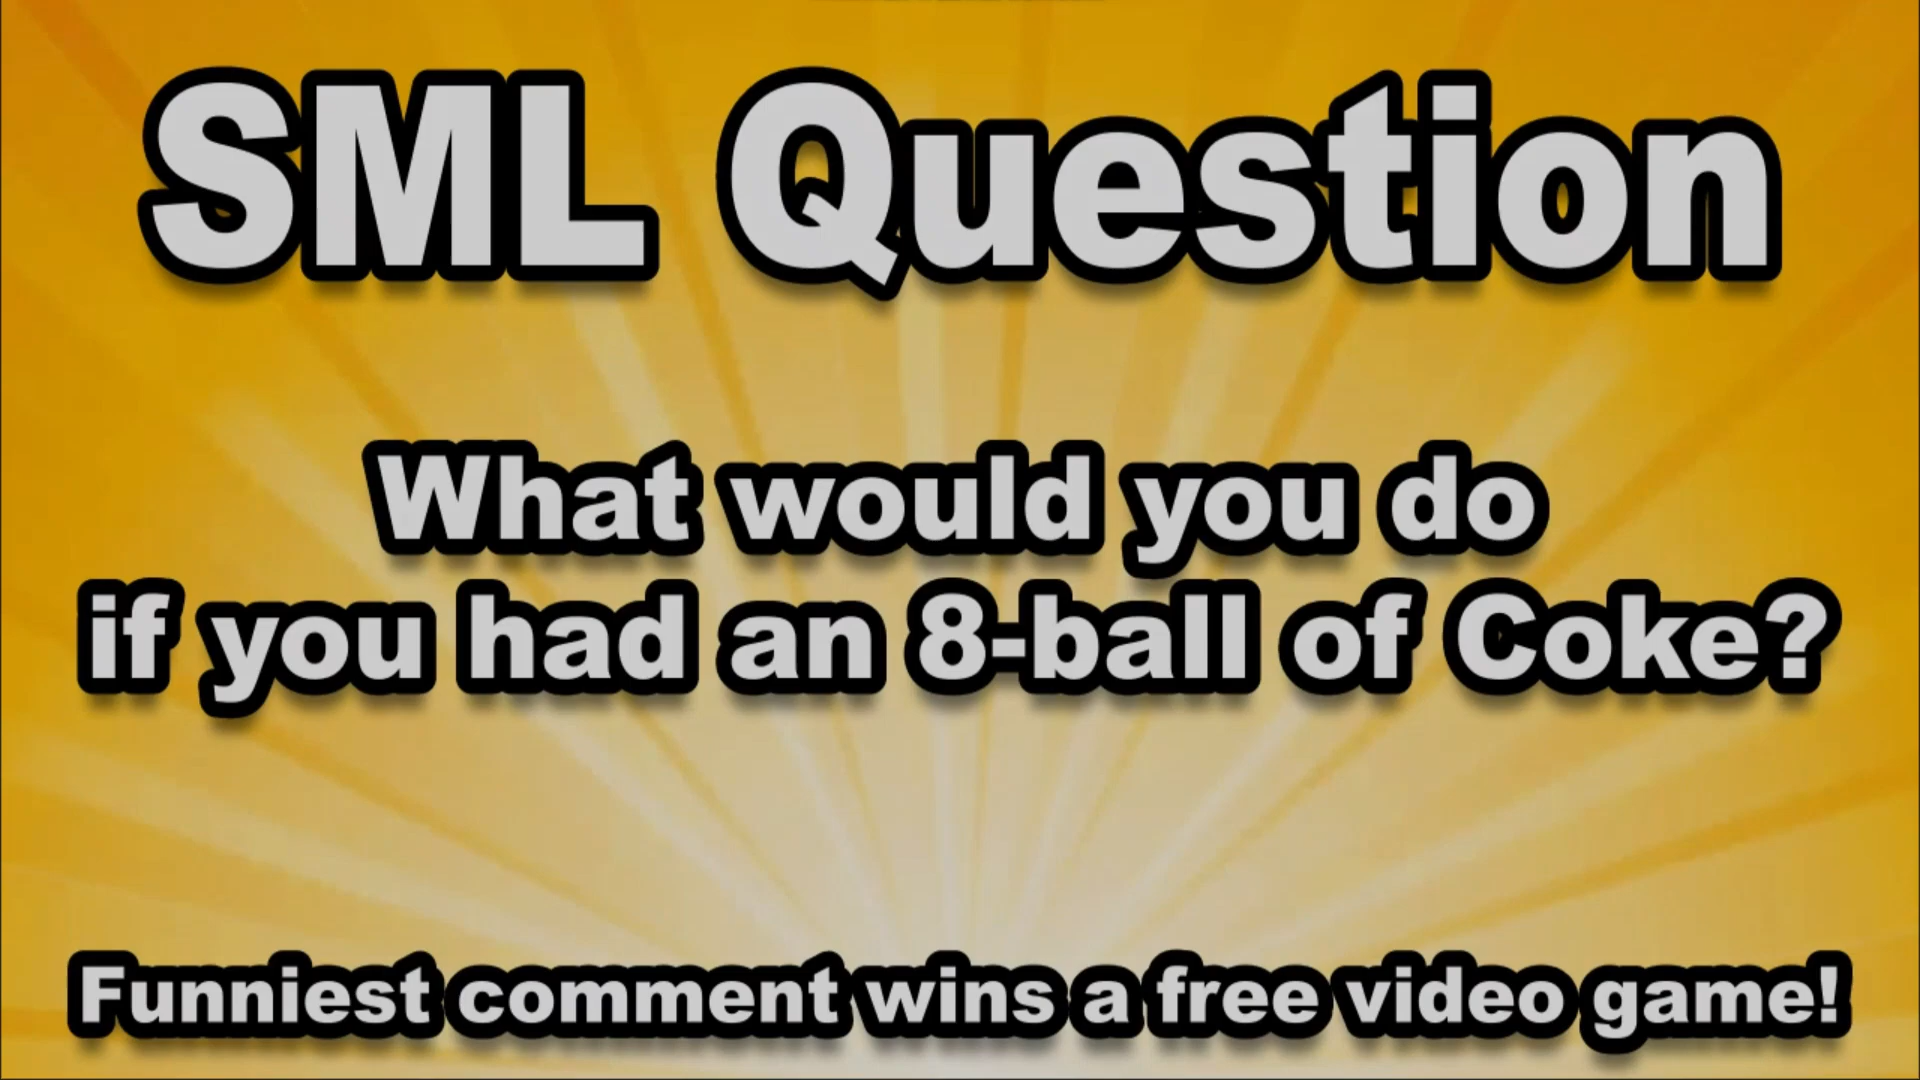 SML Question
What would you do
if you had an 8-ball of Coke?
Funniest comment wins a free video game!